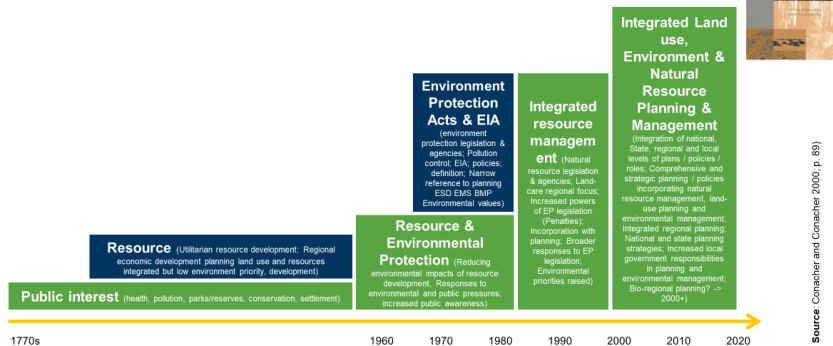 Integrated Land
use,
Environment &
Natural
Resource
Planning &
Management
(Integration of national,
State, regional and local
levels of plans / policies /
roles; Comprehensive and
strategic planning / policies
incorporating natural
resource management, land-
use planning and
environmental management;
Integrated regional planning;
National and state planning
strategies; Increased local
government responsibilities
in planning and
environmental management;
Bio-regional planning? ->
2000+)
Environment
Protection
Acts & EIA
(environment
protection legislation &
agencies; Pollution
control; EIA; policies;
definition; Narrow
reference to planning
ESD EMS BMP
Environmental values)
Integrated
resource
managem
ent (Natural
resource legislation
& agencies; Land-
care regional focus;
Increased powers
of EP legislation
(Penalties);
Incorporation with
planning; Broader
responses to EP
legislation;
Environmental
priorities raised)
Resource &
Environmental
Protection (Reducing
environmental impacts of resource
development, Responses to
environmental and public pressures;
increased public awareness)
Resource (Utilitarian resource development; Regional
economic development planning land use and resources
integrated but low environment priority, development)
Public interest (health, pollution, parks/reserves, conservation, settlement)
1770s 1960 1970 1980 1990 2000 2010 2020
Source: Conacher and Conacher 2000; p. 89)